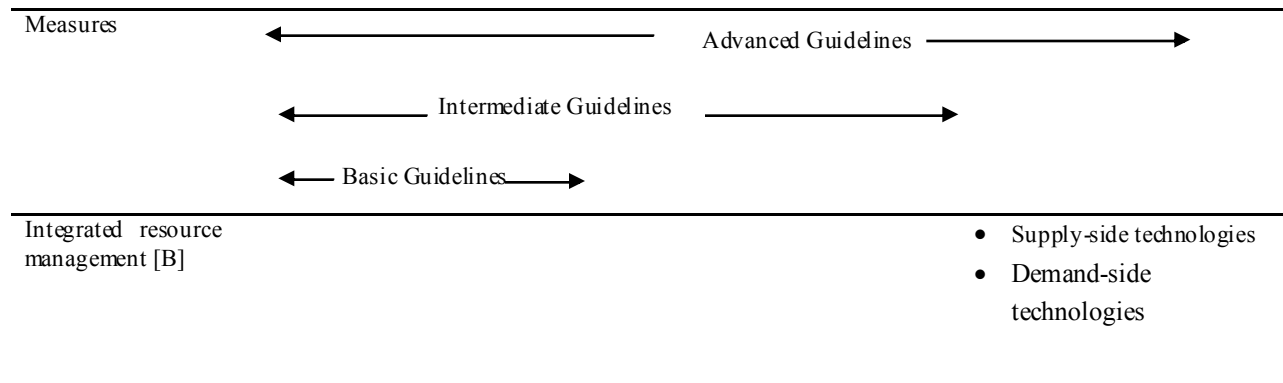 Measures
Advanced Guidelines
Intermediate Guidelines
Basic Guidelines
Integrated resource
management [B]
• Supply-side technologies
• Demand-side
technologies